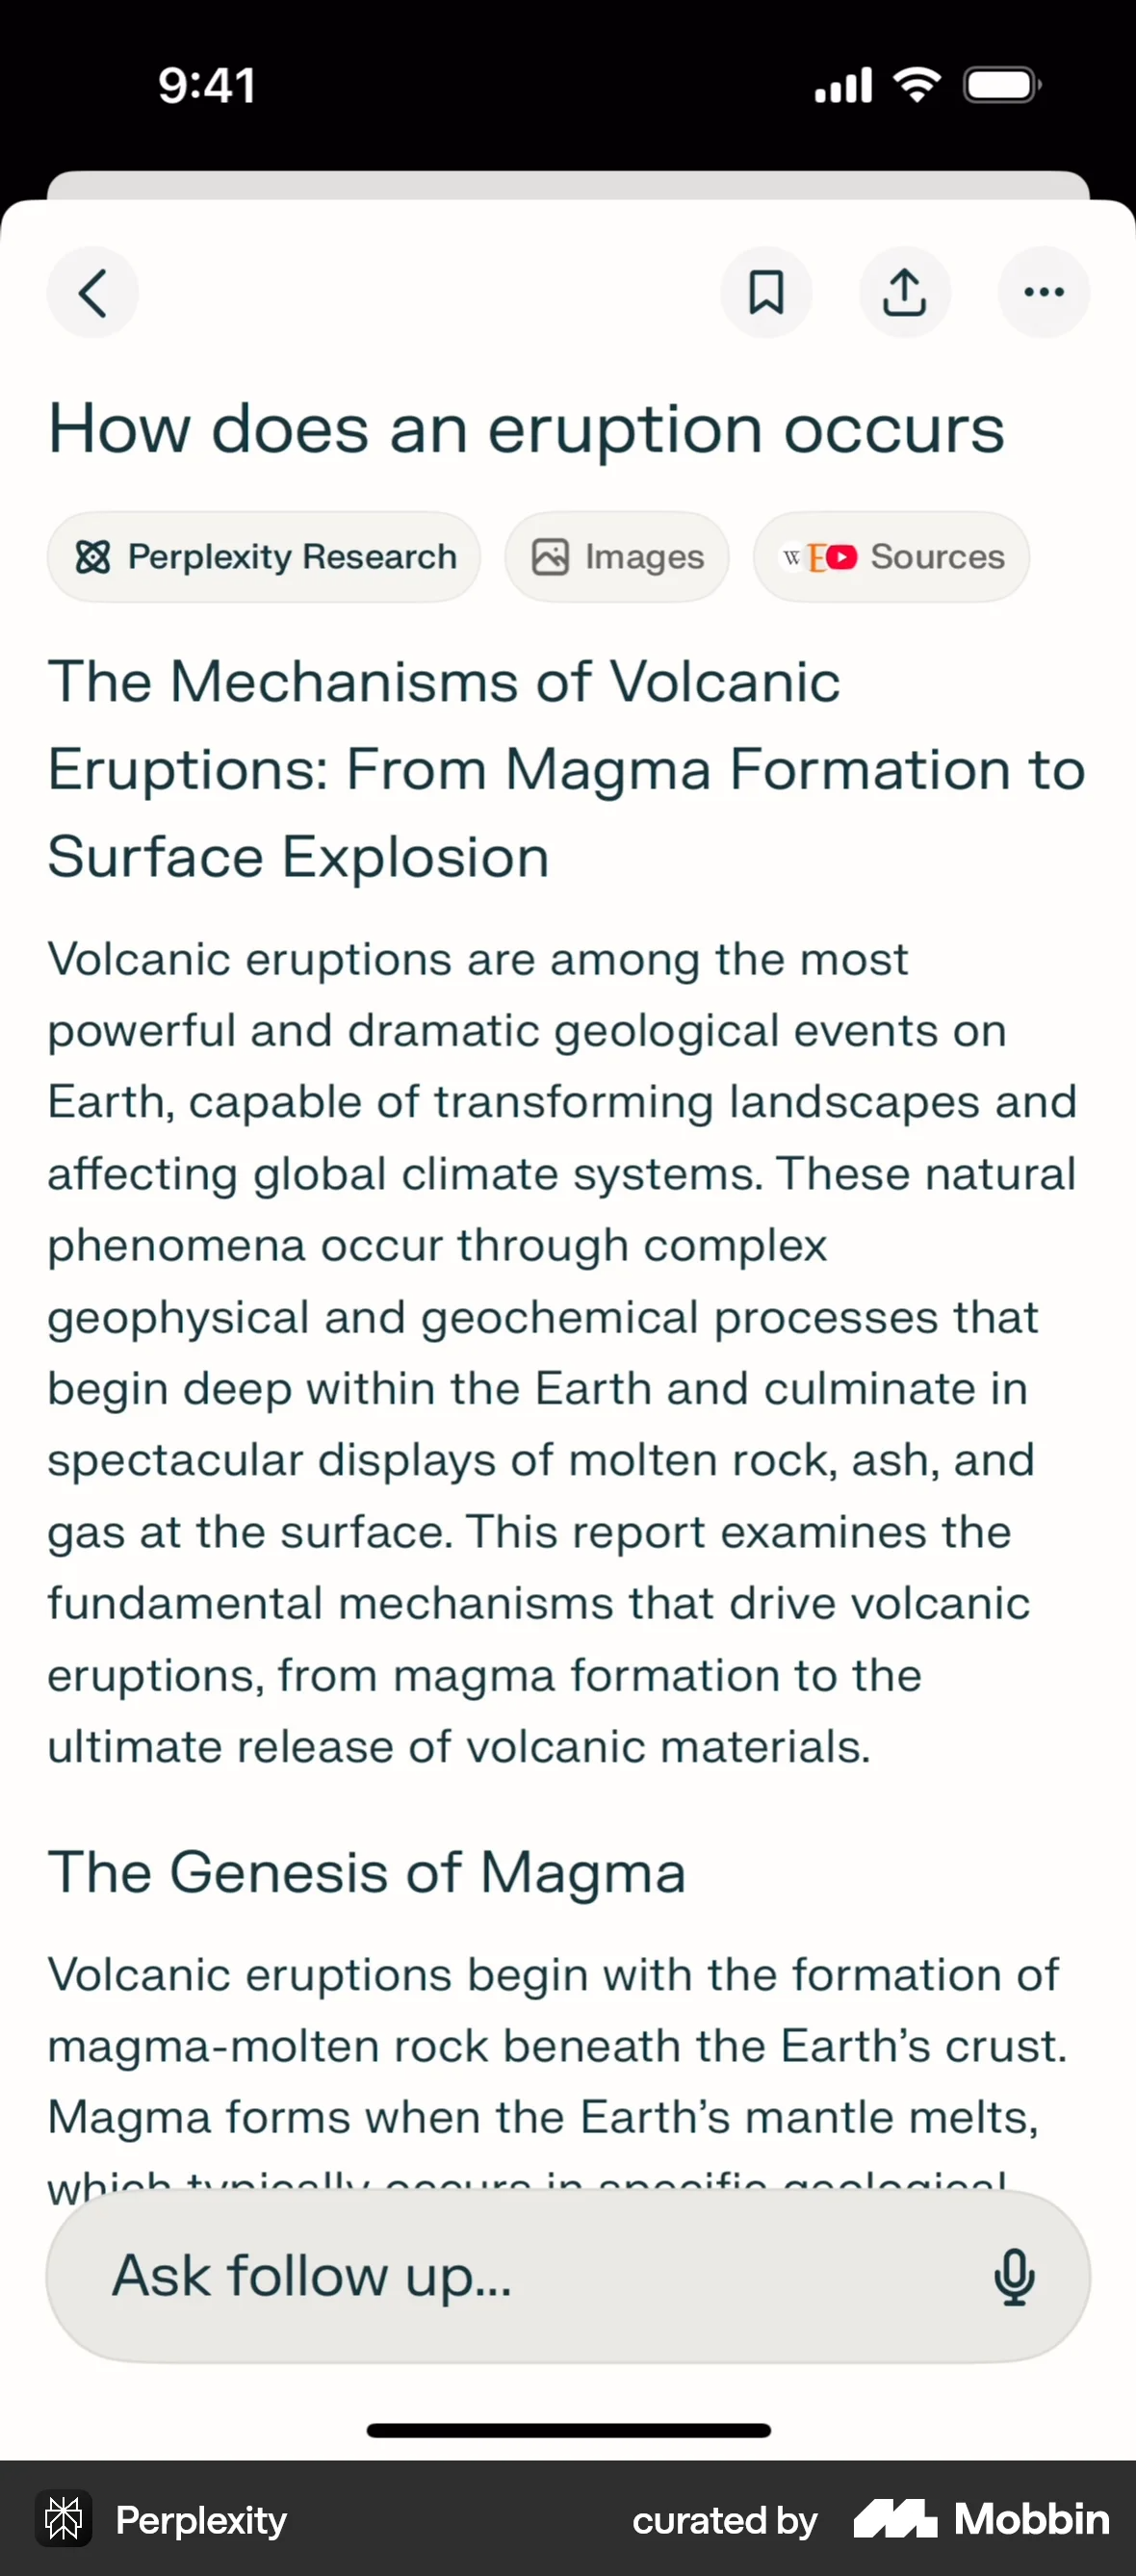 9:41
How does an eruption occurs
Perplexity Research
Images
W E Sources
The Mechanisms of Volcanic
Eruptions: From Magma Formation to
Surface Explosion
Volcanic eruptions are among the most
powerful and dramatic geological events on
Earth, capable of transforming landscapes and
affecting global climate systems. These natural
phenomena occur through complex
geophysical and geochemical processes that
begin deep within the Earth and culminate in
spectacular displays of molten rock, ash, and
gas at the surface. This report examines the
fundamental mechanisms that drive volcanic
eruptions, from magma formation to the
ultimate release of volcanic materials.
The Genesis of Magma
Volcanic eruptions begin with the formation of
magma-molten rock beneath the Earth’s crust.
Magma forms when the Earth’s mantle melts,
which typically occurs in specific geological
Ask follow up...
Perplexity
curated by Mobbin